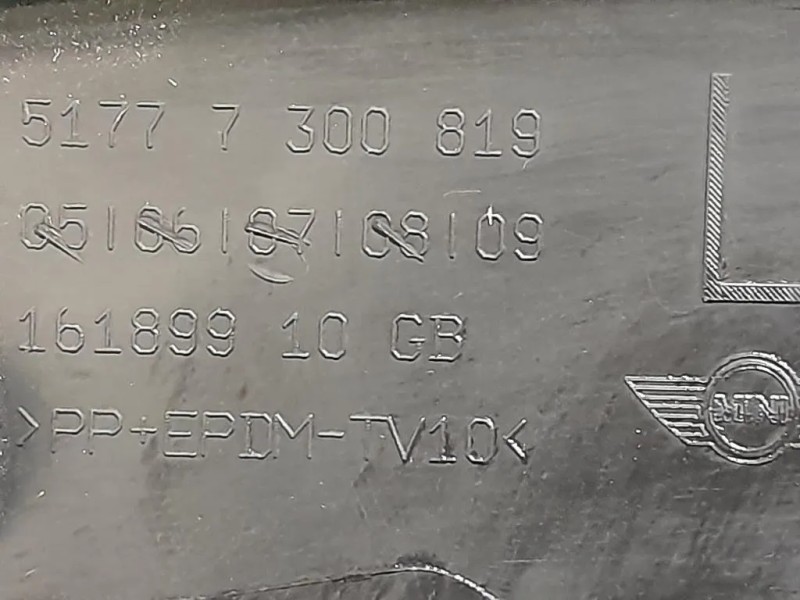 5177 7 300 819
05|06|07|08|09
161899 10 GB
>PP+EPDM-TV10<
MINI